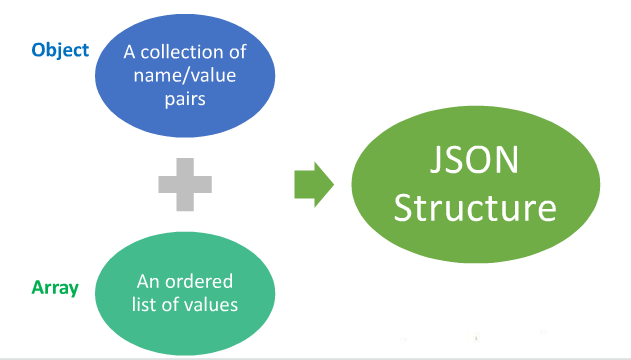 Object
A collection of
name/value
pairs
JSON
Structure
Array
An ordered
list of values